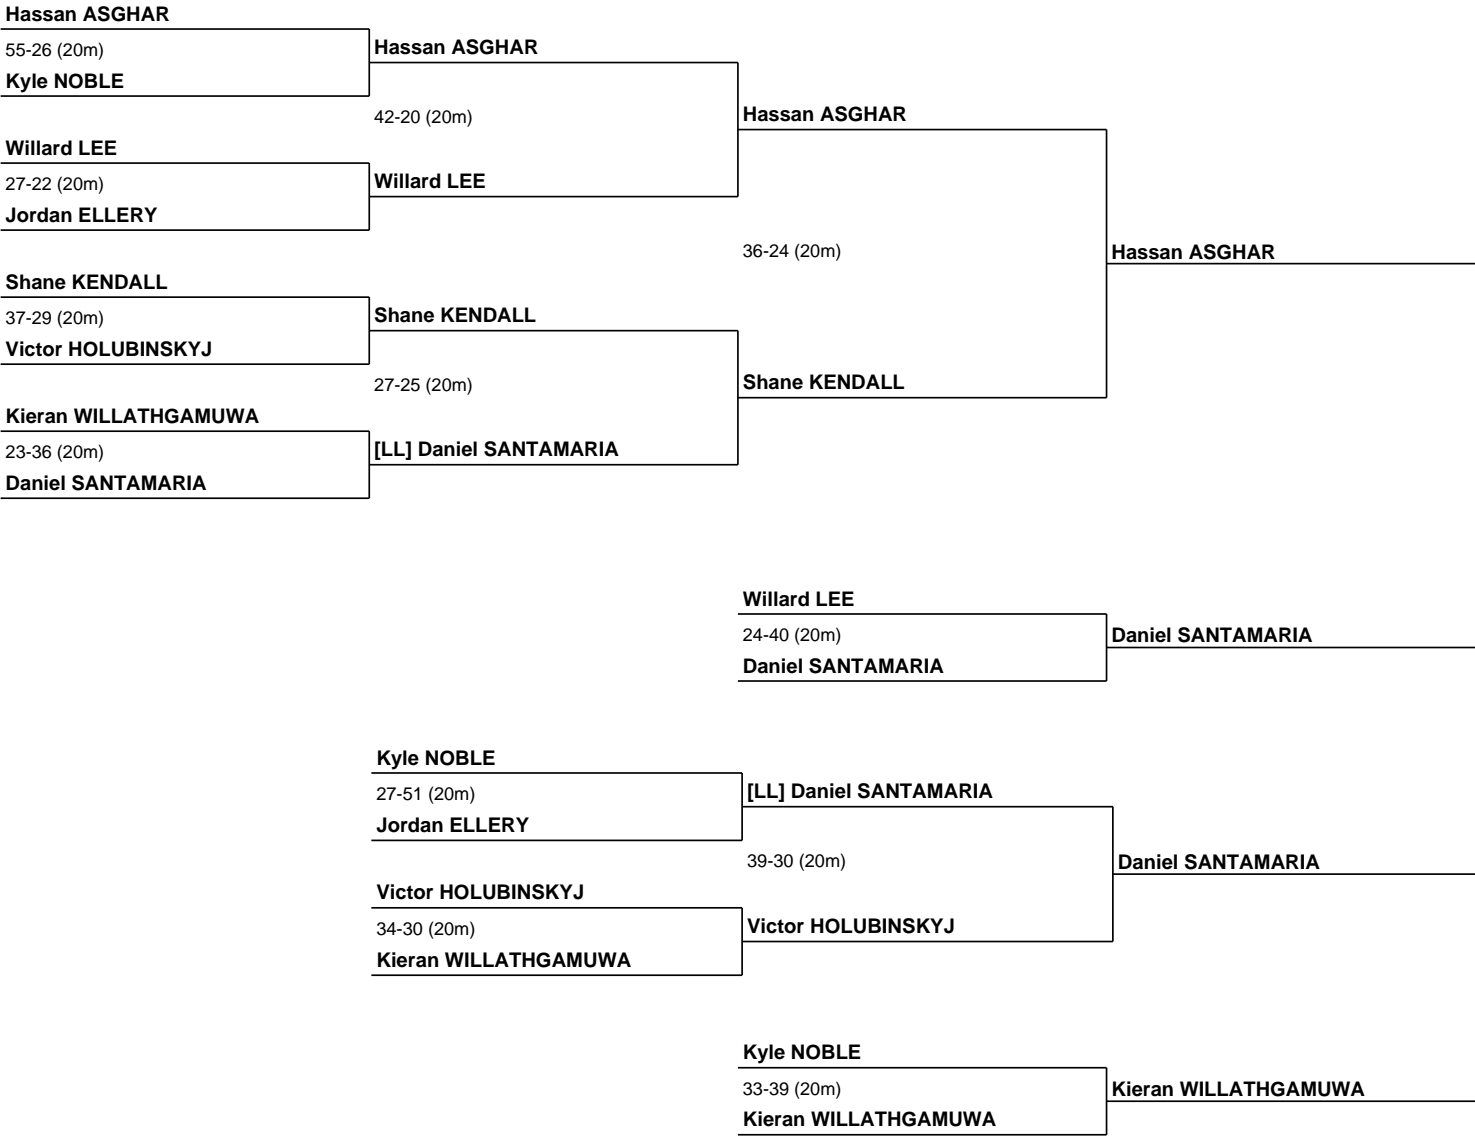 Hassan ASGHAR
55-26 (20m)
Kyle NOBLE
Willard LEE
27-22 (20m)
Jordan ELLERY
Shane KENDALL
37-29 (20m)
Victor HOLUBINSKYJ
Kieran WILLATHGAMUWA
23-36 (20m)
Daniel SANTAMARIA
Hassan ASGHAR
42-20 (20m)
Willard LEE
Shane KENDALL
27-25 (20m)
[LL] Daniel SANTAMARIA
Hassan ASGHAR
36-24 (20m)
Shane KENDALL
Hassan ASGHAR
Willard LEE
24-40 (20m)
Daniel SANTAMARIA
Daniel SANTAMARIA
Kyle NOBLE
27-51 (20m)
Jordan ELLERY
Victor HOLUBINSKYJ
34-30 (20m)
Kieran WILLATHGAMUWA
[LL] Daniel SANTAMARIA
39-30 (20m)
Victor HOLUBINSKYJ
Daniel SANTAMARIA
Kyle NOBLE
33-39 (20m)
Kieran WILLATHGAMUWA
Kieran WILLATHGAMUWA